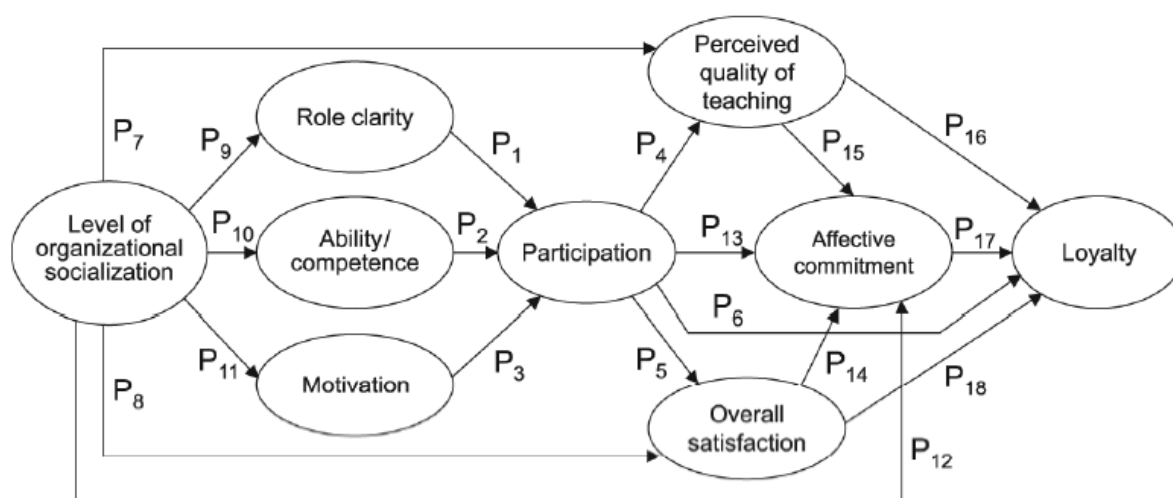 Perceived
quality of
teaching
Role clarity
P7
P9
P1
P4
P15
P16
Level of
organizational
socialization
P10
Ability/
competence
P2
Participation
P13
Affective
commitment
P17
Loyalty
P6
P11
Motivation
P3
P5
P14
P18
P8
Overall
satisfaction
P12